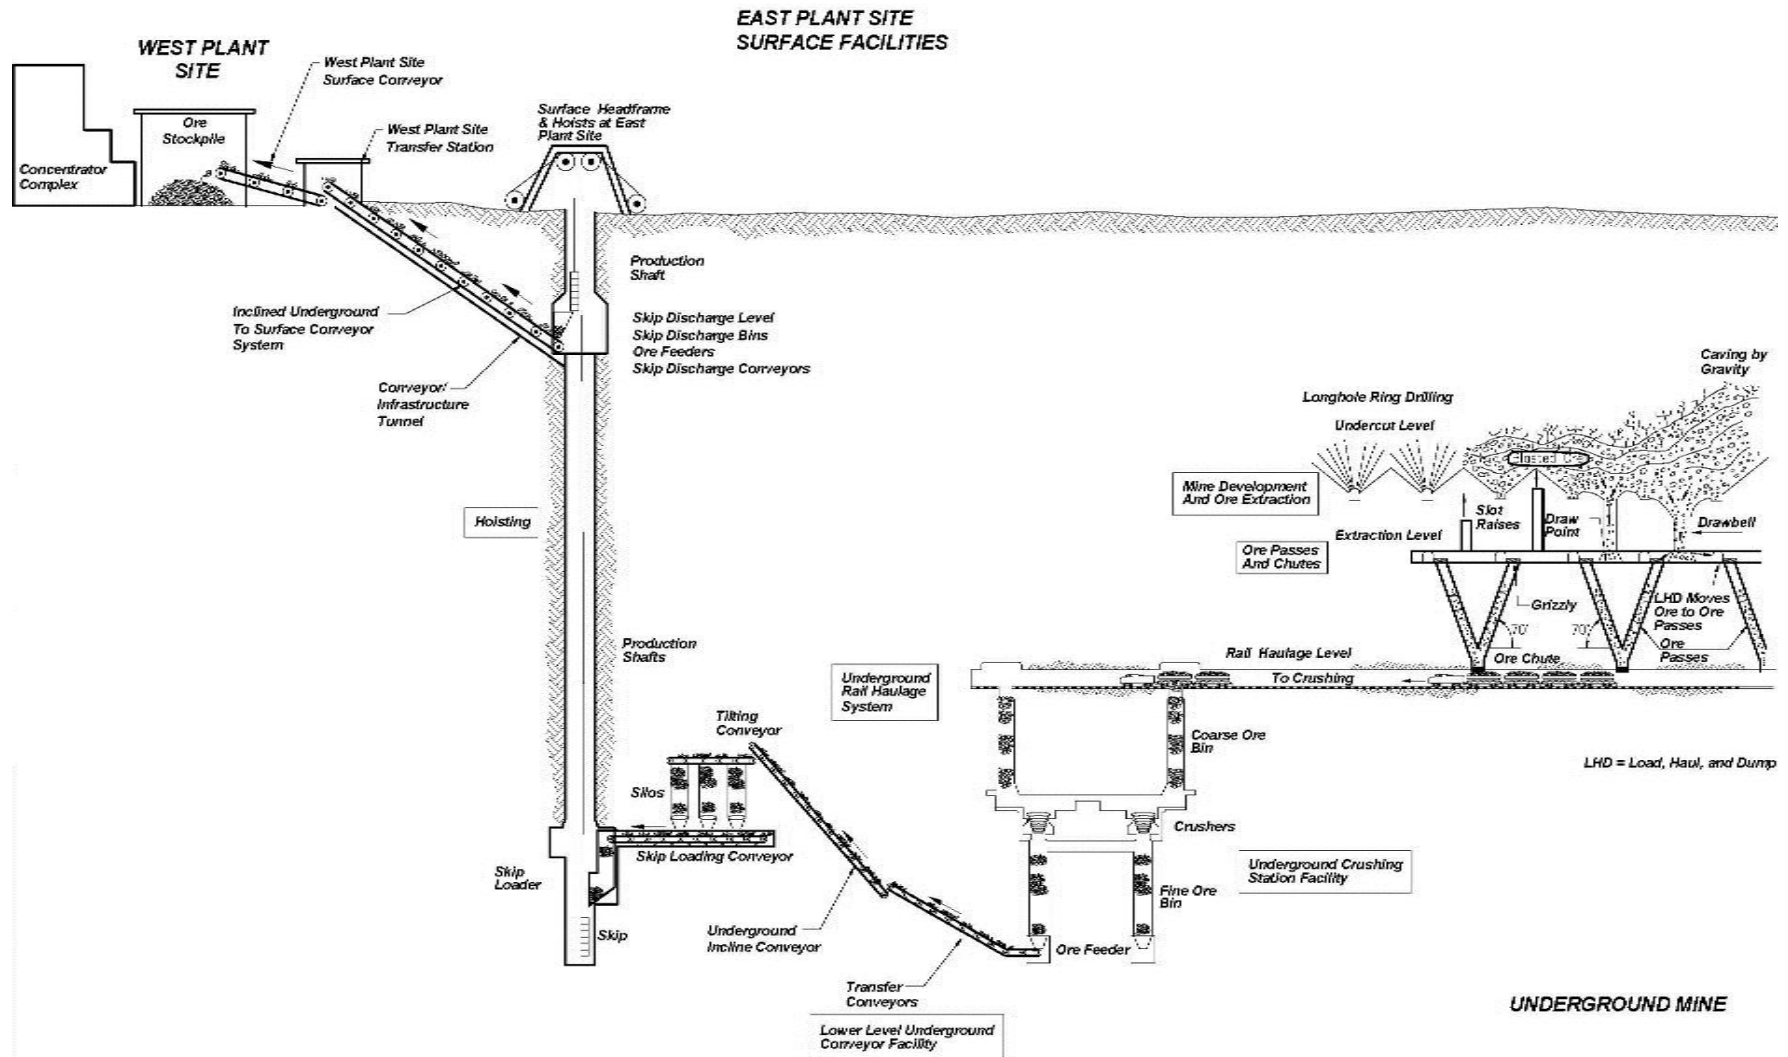 EAST PLANT SITE
SURFACE FACILITIES
WEST PLANT
SITE
West Plant Site
Surface Conveyor
Ore
Stockpile
West Plant Site
Transfer Station
Surface Headframe
& Hoists at East
Plant Site
Concentrator
Complex
Production
Shaft
Inclined Underground
To Surface Conveyor
System
Skip Discharge Level
Skip Discharge Bins
Ore Feeders
Skip Discharge Conveyors
Conveyor/
Infrastructure
Tunnel
Caving by
Gravity
Longhole Ring Drilling
Undercut Level
Blasted Ore
Mine Development
And Ore Extraction
Slot
Raises
Draw
Point
Drawbell
Hoisting
Extraction Level
Ore Passes
And Chutes
Grizzly
LHD Moves
Ore to Ore
Passes
70°
70°
Ore
Passes
Production
Shafts
Rail Haulage Level
Ore Chute
Underground
Rail Haulage
System
To Crushing
Tilting
Conveyor
Coarse Ore
Bin
LHD = Load, Haul, and Dump
Silos
Crushers
Skip Loading Conveyor
Skip
Loader
Underground Crushing
Station Facility
Fine Ore
Bin
Skip
Underground
Incline Conveyor
Ore Feeder
Transfer
Conveyors
UNDERGROUND MINE
Lower Level Underground
Conveyor Facility